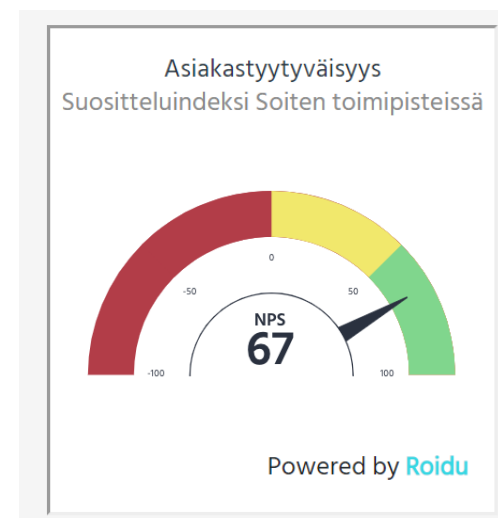 Asiakastyytyväisyys
Suositteluindeksi Soiten toimipisteissä
0
-50
50
NPS
67
-100
100
Powered by Roidu